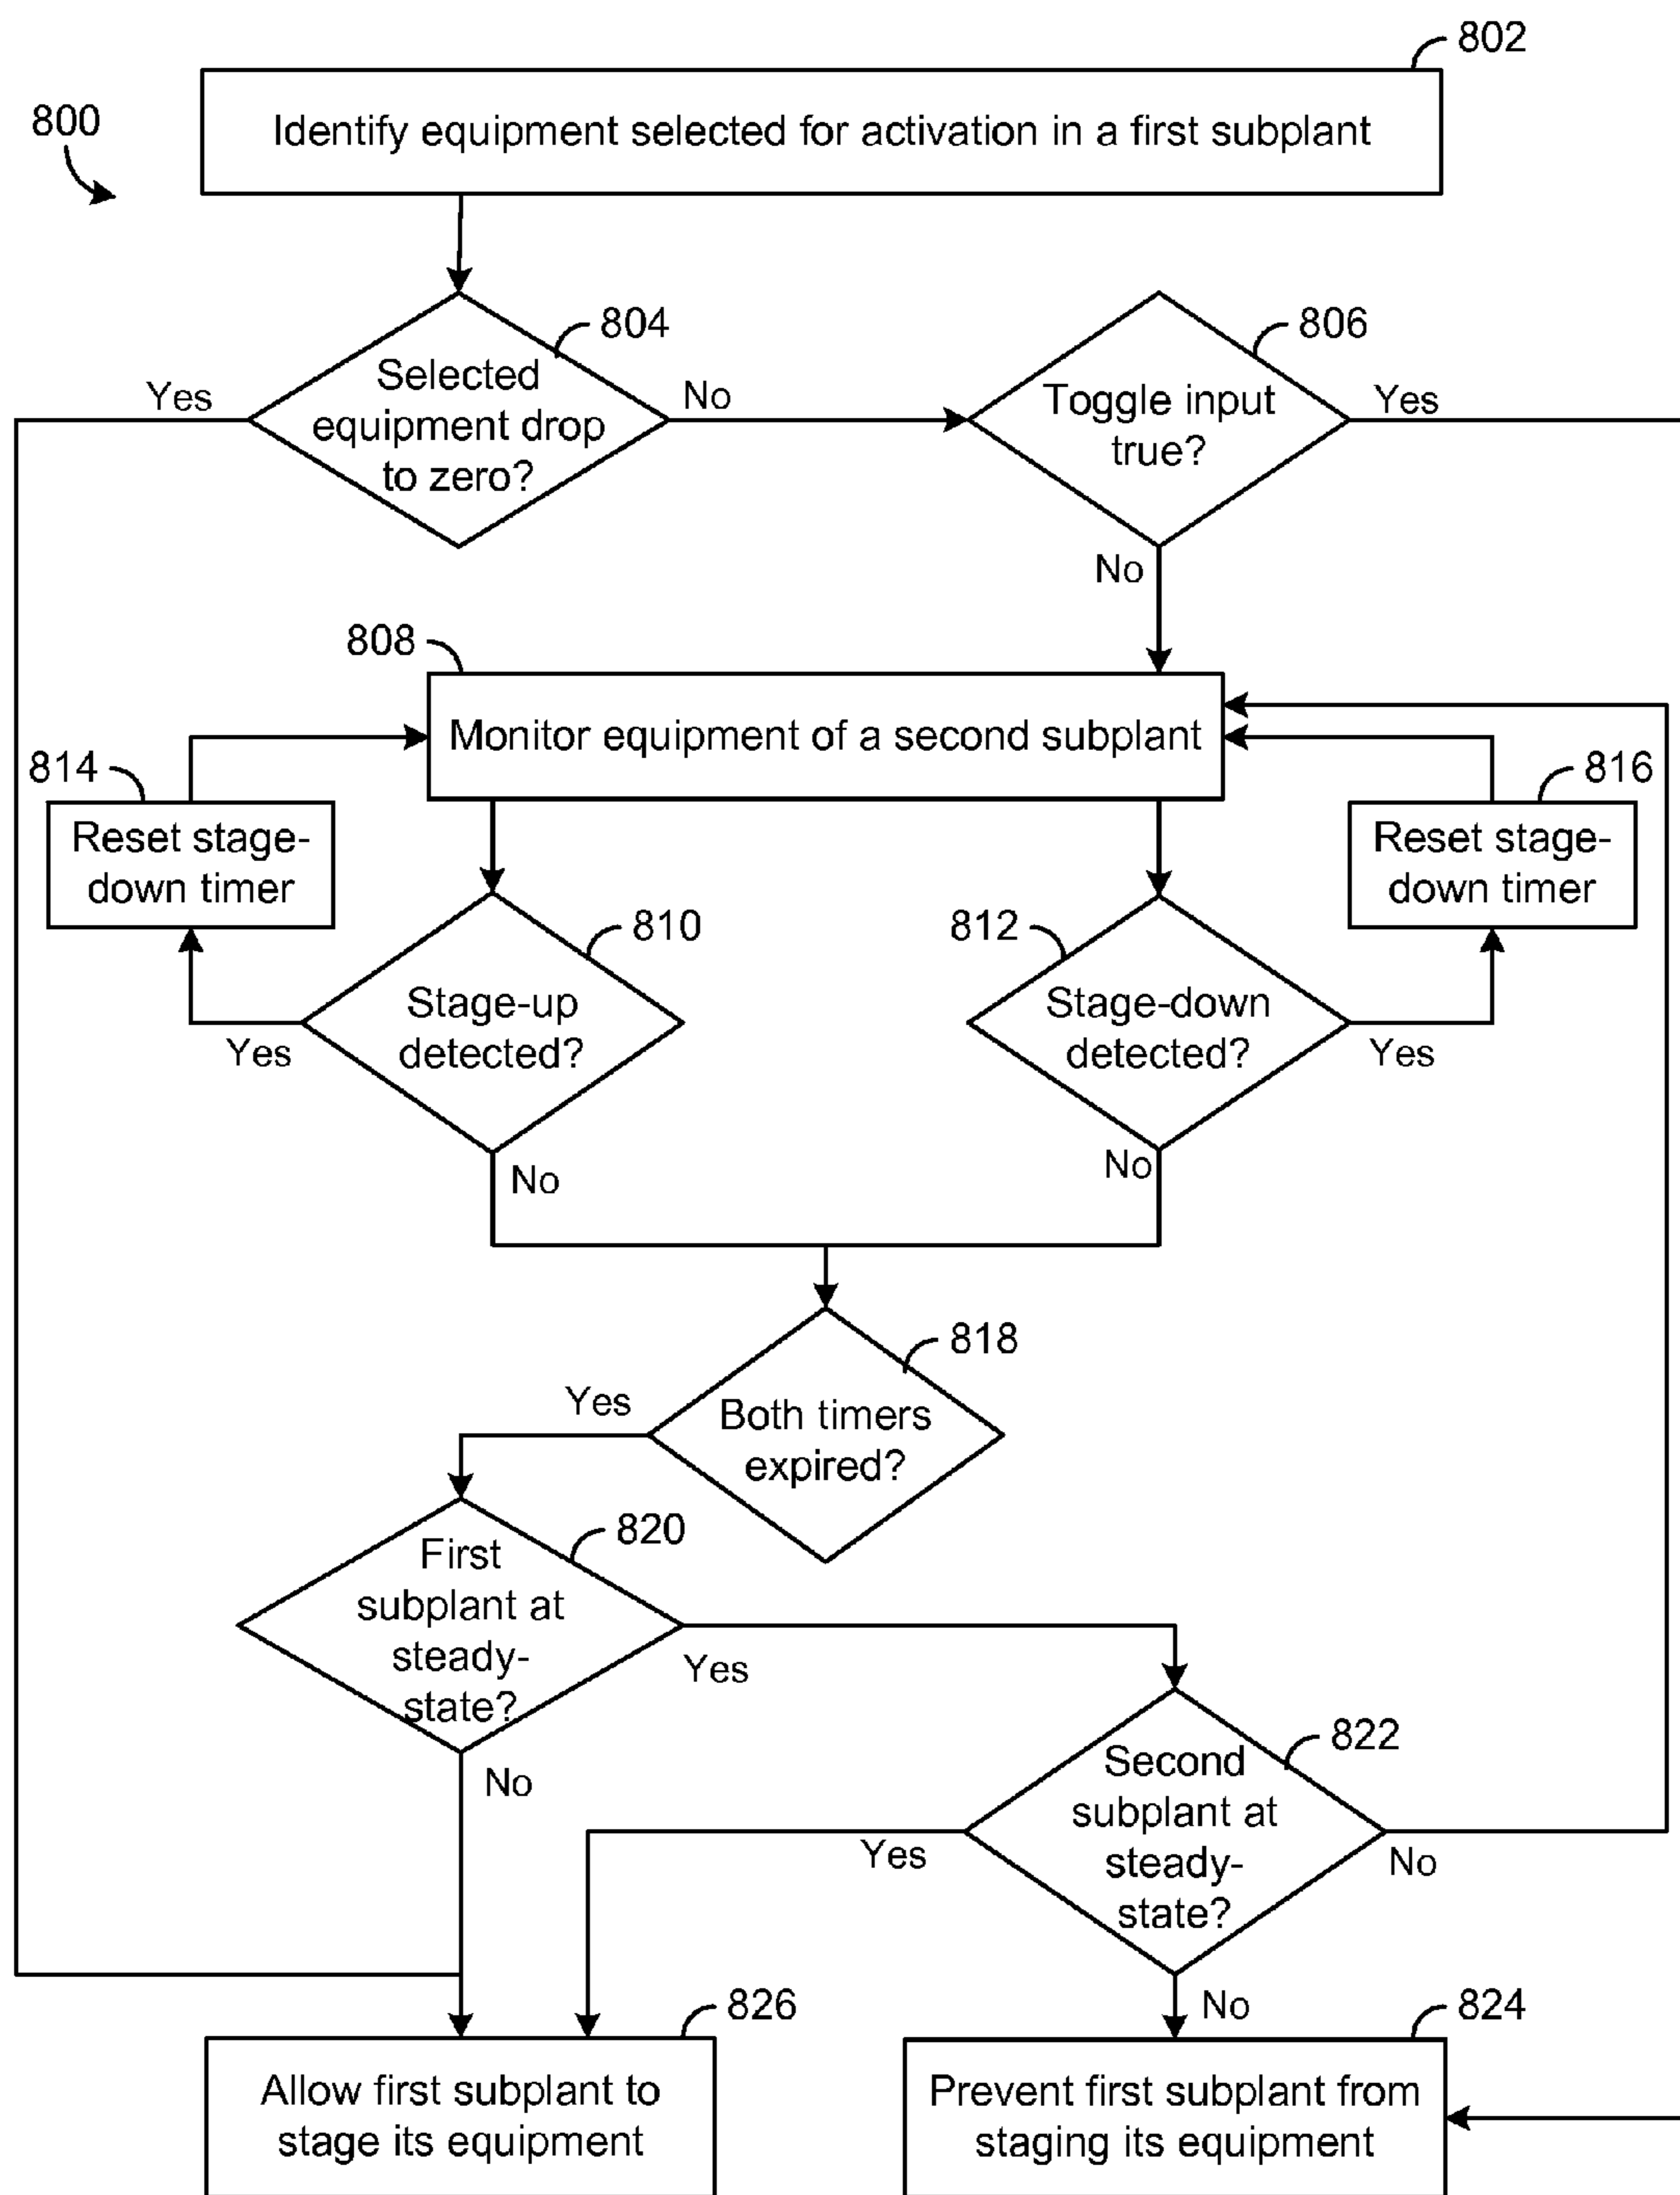 802
800
Identify equipment selected for activation in a first subplant
804
Selected
equipment drop
to zero?
Yes
No
806
Toggle input
true?
Yes
No
808
Monitor equipment of a second subplant
814
Reset stage-
down timer
816
Reset stage-
down timer
810
Stage-up
detected?
Yes
No
812
Stage-down
detected?
Yes
No
818
Both timers
expired?
Yes
820
First
subplant at
steady-
state?
Yes
No
822
Second
subplant at
steady-
state?
Yes
No
No
826
Allow first subplant to
stage its equipment
824
Prevent first subplant from
staging its equipment